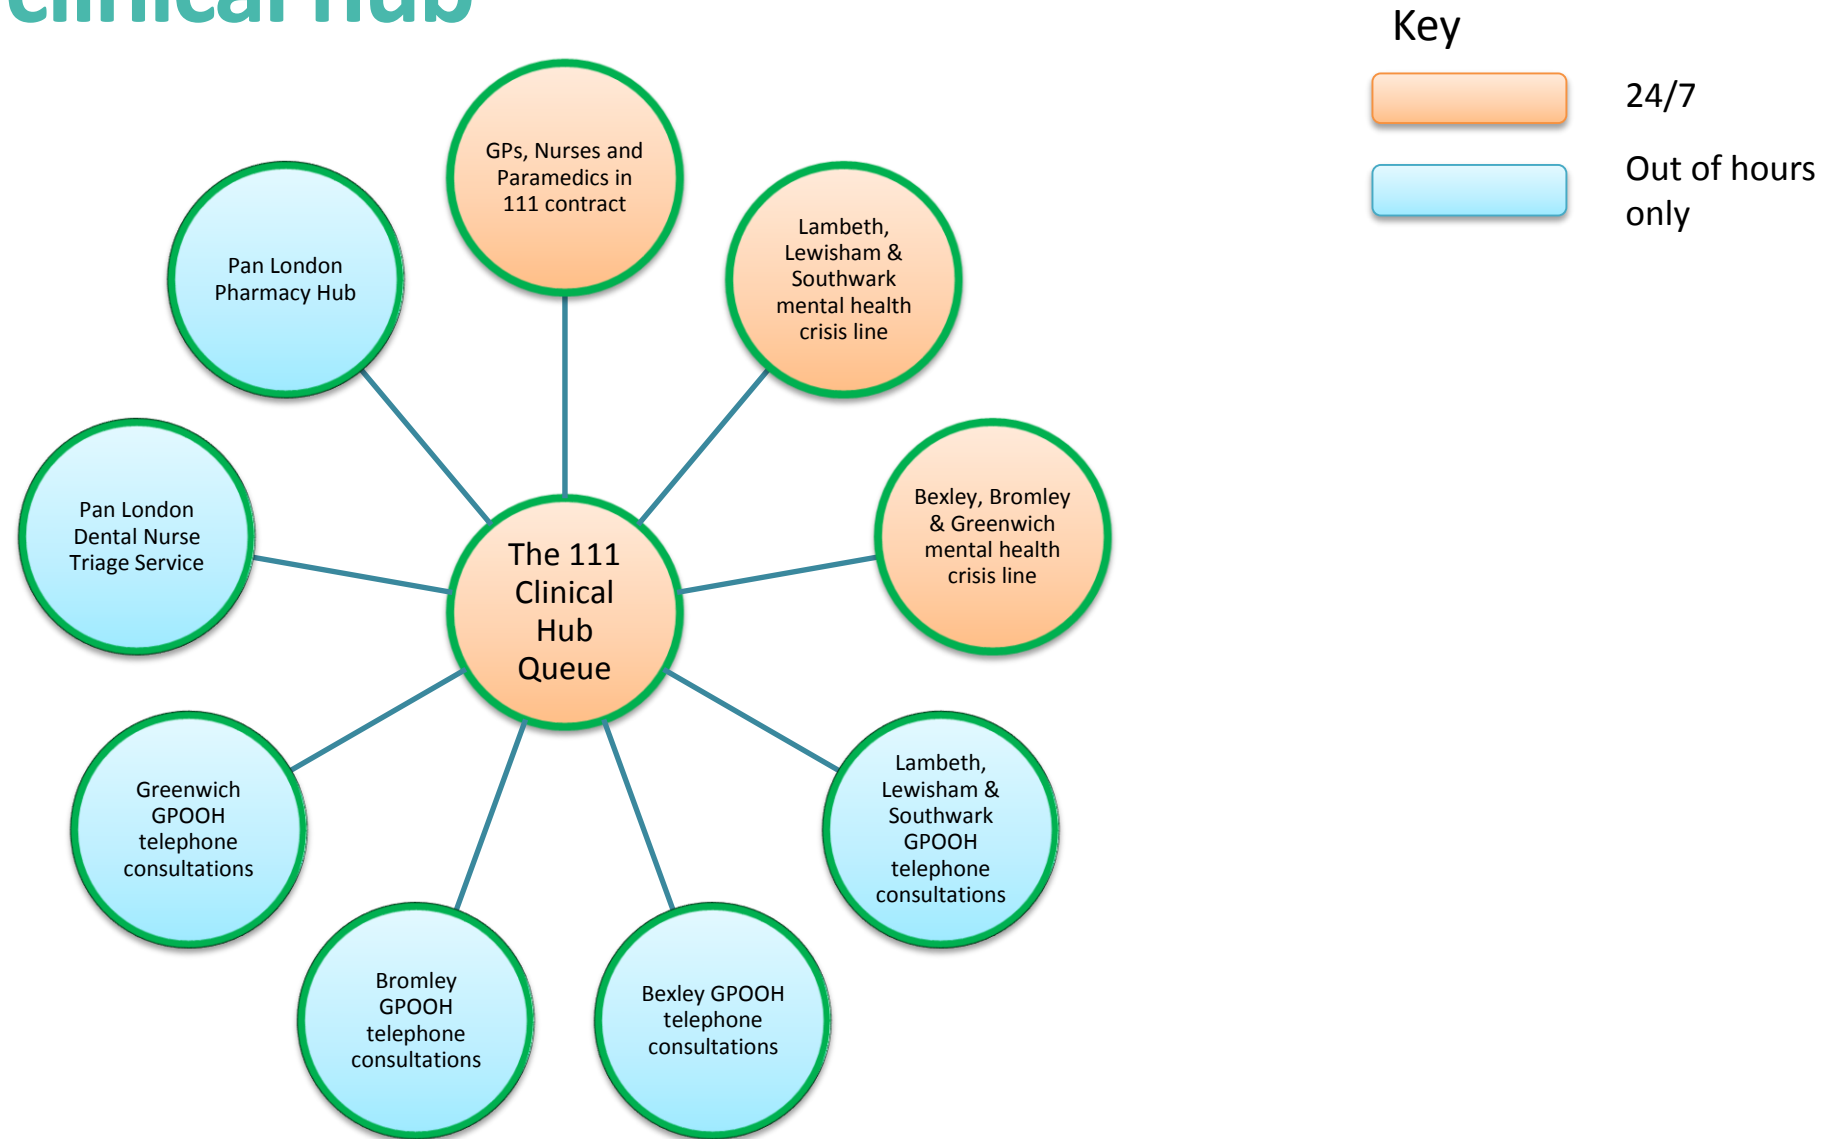 clinical hub
Key
24/7
Out of hours
only
GPs, Nurses and
Paramedics in
111 contract
Lambeth,
Lewisham &
Southwark
mental health
crisis line
Pan London
Pharmacy Hub
Bexley, Bromley
& Greenwich
mental health
crisis line
Pan London
Dental Nurse
Triage Service
The 111
Clinical
Hub
Queue
Lambeth,
Lewisham &
Southwark
GPOOH
telephone
consultations
Greenwich
GPOOH
telephone
consultations
Bromley
GPOOH
telephone
consultations
Bexley GPOOH
telephone
consultations